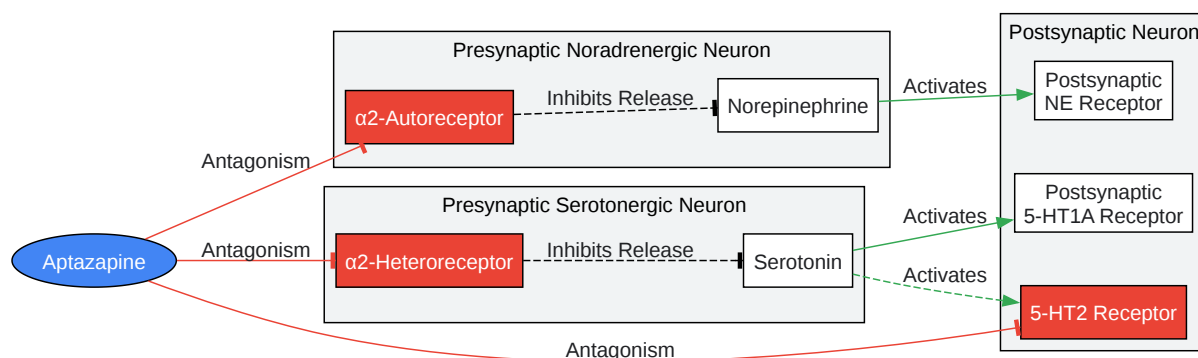 Presynaptic Noradrenergic Neuron
α2-Autoreceptor
Inhibits Release
Norepinephrine
Activates
Postsynaptic Neuron
Postsynaptic
NE Receptor
Antagonism
Presynaptic Serotonergic Neuron
Aptazapine
Antagonism
α2-Heteroreceptor
Inhibits Release
Serotonin
Activates
Postsynaptic
5-HT1A Receptor
Activates
5-HT2 Receptor
Antagonism